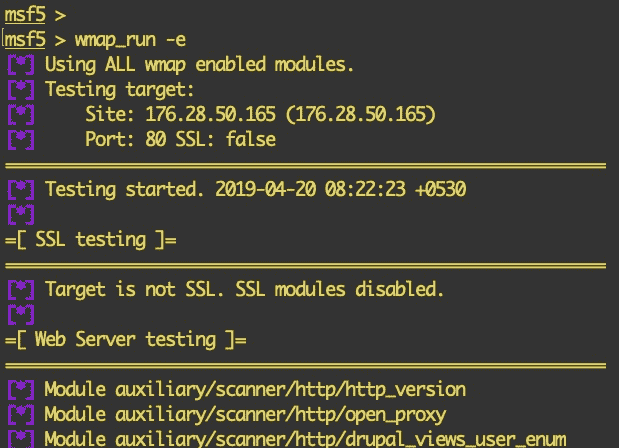 msf5 >
msf5 > wmap_run -e
[*] Using ALL wmap enabled modules.
[*] Testing target:
[*] Site: 176.28.50.165 (176.28.50.165)
[*] Port: 80 SSL: false
============================================================
[*] Testing started. 2019-04-20 08:22:23 +0530
[*]
=[ SSL testing ]=
============================================================
[*] Target is not SSL. SSL modules disabled.
[*]
=[ Web Server testing ]=
============================================================
[*] Module auxiliary/scanner/http/http_version
[*] Module auxiliary/scanner/http/open_proxy
[*] Module auxiliary/scanner/http/drupal_views_user_enum